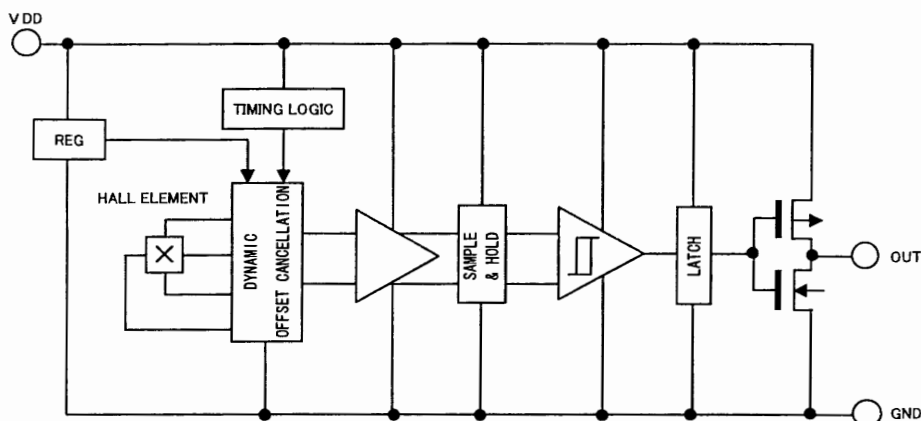 VDD
TIMING LOGIC
REG
HALL ELEMENT
DYNAMIC
OFFSET CANCELLATION
SAMPLE
& HOLD
LATCH
OUT
GND